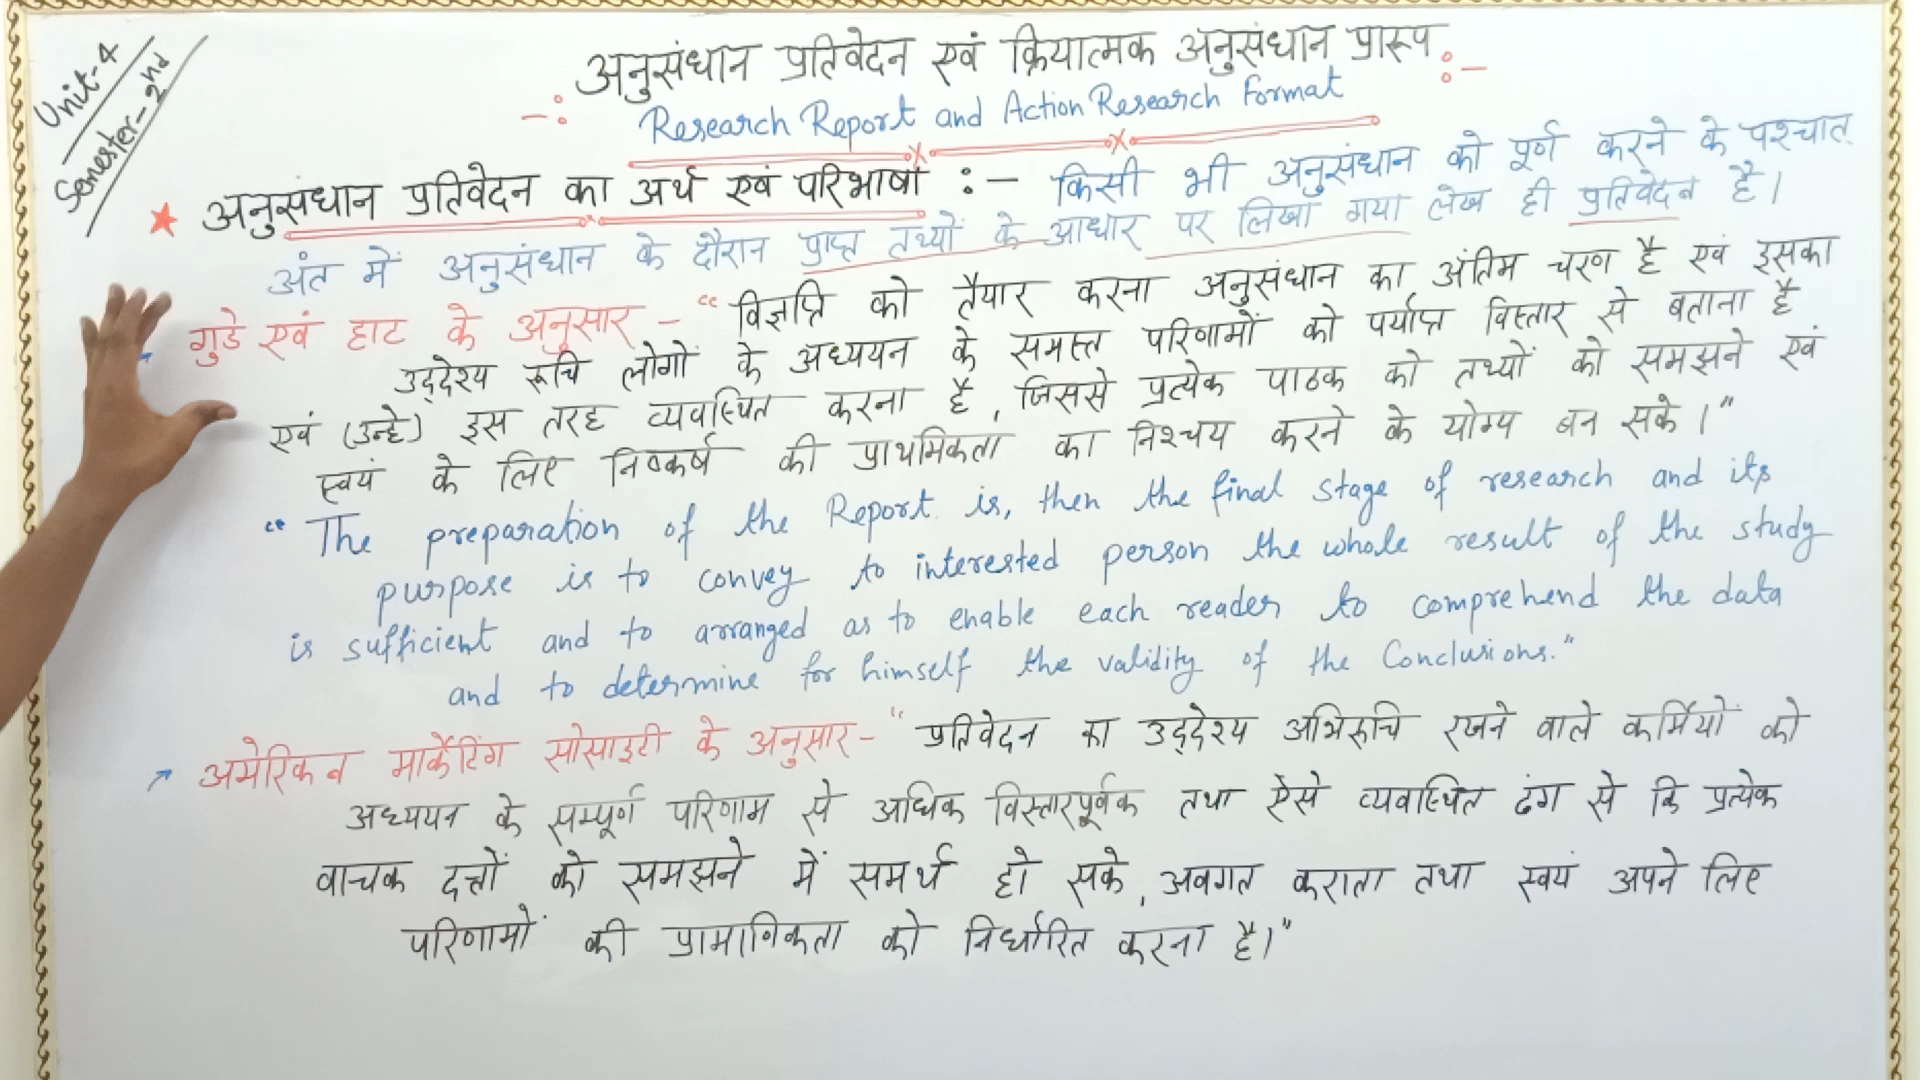 Unit-4
Semester-2nd
-: अनुसंधान प्रतिवेदन एवं क्रियात्मक अनुसंधान प्रारूप :-
Research Report and Action Research Format
अनुसंधान प्रतिवेदन का अर्थ एवं परिभाषा :- किसी भी अनुसंधान को पूर्ण करने के पश्चात
अंत में अनुसंधान के दौरान प्राप्त तथ्यों के आधार पर लिखा गया लेख ही प्रतिवेदन है।
गुडे एवं हाट के अनुसार - “विज्ञप्ति को तैयार करना अनुसंधान का अंतिम चरण है एवं इसका
उद्देश्य रूचि लोगों के अध्ययन के समस्त परिणामों को पर्याप्त विस्तार से बताना है
एवं (उन्हे) इस तरह व्यवस्थित करना है, जिससे प्रत्येक पाठक को तथ्यों को समझने एवं
स्वयं के लिए निष्कर्ष की प्राथमिकता का निश्चय करने के योग्य बन सके।”
“The preparation of the Report is, then the final stage of research and its
purpose is to convey to interested person the whole result of the study
is sufficient and to arranged as to enable each reader to comprehend the data
and to determine for himself the validity of the Conclusions.”
अमेरिकन मार्केटिंग सोसाइटी के अनुसार - “प्रतिवेदन का उद्देश्य अभिरूचि रखने वाले कर्मियों को
अध्ययन के सम्पूर्ण परिणाम से अधिक विस्तारपूर्वक तथा ऐसे व्यवस्थित ढंग से कि प्रत्येक
वाचक दत्तों को समझने में समर्थ हो सके, अवगत कराता तथा स्वयं अपने लिए
परिणामों की प्रामाणिकता को निर्धारित करना है।”